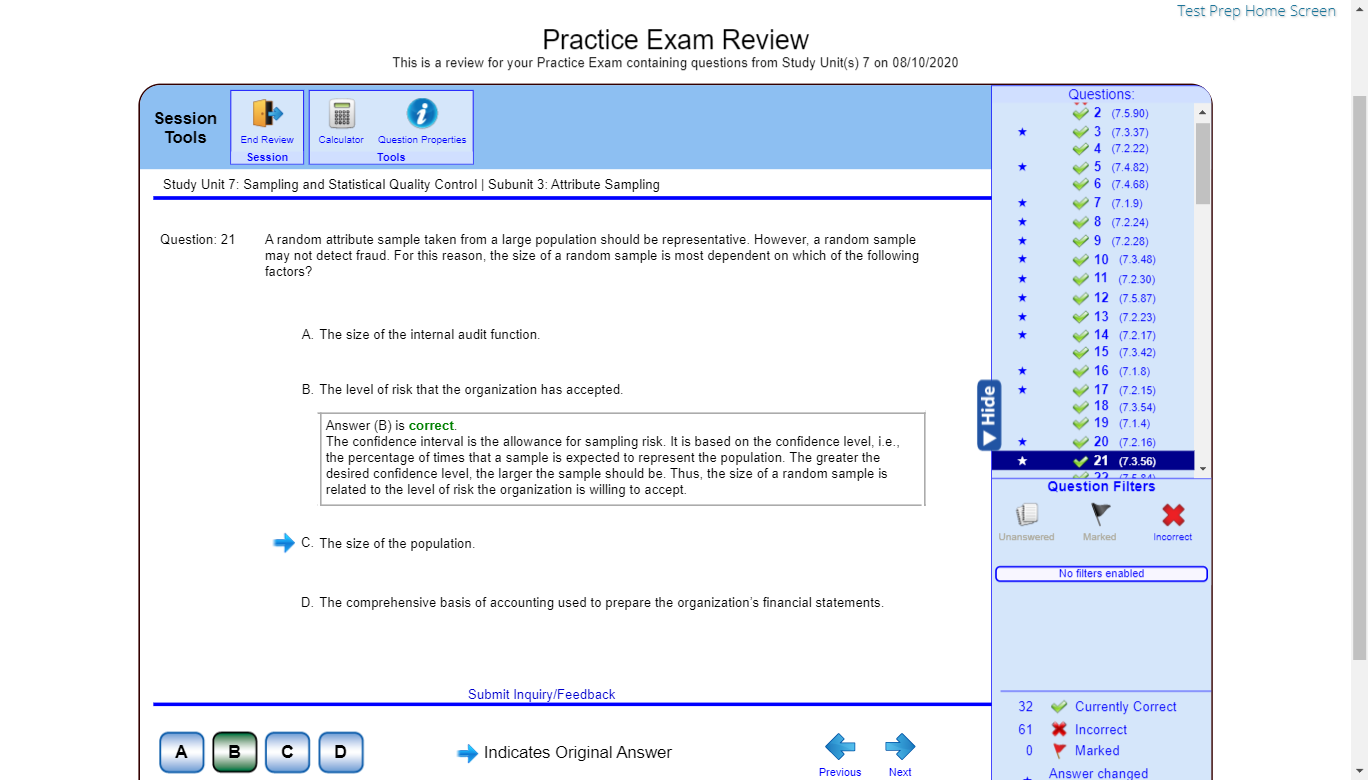 Test Prep Home Screen
Practice Exam Review
This is a review for your Practice Exam containing questions from Study Unit(s) 7 on 08/10/2020
Session
Tools
End Review
Session
Calculator
Question Properties
Tools
Study Unit 7: Sampling and Statistical Quality Control | Subunit 3: Attribute Sampling
Question: 21
A random attribute sample taken from a large population should be representative. However, a random sample
may not detect fraud. For this reason, the size of a random sample is most dependent on which of the following
factors?
A. The size of the internal audit function.
B. The level of risk that the organization has accepted.
Answer (B) is correct.
The confidence interval is the allowance for sampling risk. It is based on the confidence level, i.e.,
the percentage of times that a sample is expected to represent the population. The greater the
desired confidence level, the larger the sample should be. Thus, the size of a random sample is
related to the level of risk the organization is willing to accept.
C. The size of the population.
D. The comprehensive basis of accounting used to prepare the organization's financial statements.
Submit Inquiry/Feedback
A B C D
Indicates Original Answer
Previous
Next
Hide
Questions:
2 (7.5.90)
3 (7.3.37)
4 (7.2.22)
5 (7.4.82)
6 (7.4.68)
7 (7.1.9)
8 (7.2.24)
9 (7.2.28)
10 (7.3.48)
11 (7.2.30)
12 (7.5.87)
13 (7.2.23)
14 (7.2.17)
15 (7.3.42)
16 (7.1.8)
17 (7.2.15)
18 (7.3.54)
19 (7.1.4)
20 (7.2.16)
21 (7.3.56)
22 (7.5.84)
Question Filters
Unanswered
Marked
Incorrect
No filters enabled
32 Currently Correct
61 Incorrect
0 Marked
Answer changed